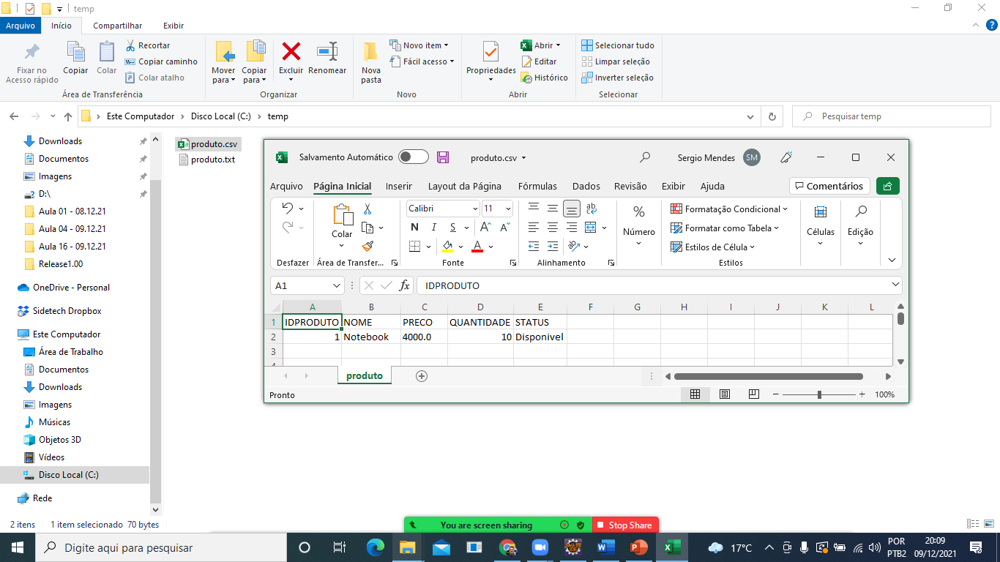 temp
Arquivo Início Compartilhar Exibir
Fixar no Acesso rápido
Copiar
Colar
Recortar
Copiar caminho
Colar atalho
Área de Transferência
Mover para
Copiar para
Excluir
Renomear
Organizar
Nova pasta
Novo item
Fácil acesso
Novo
Propriedades
Abrir
Editar
Histórico
Abrir
Selecionar tudo
Limpar seleção
Inverter seleção
Selecionar
Este Computador > Disco Local (C:) > temp
Pesquisar temp
Downloads
Documentos
Imagens
D:\
Aula 01 - 08.12.21
Aula 04 - 09.12.21
Aula 16 - 09.12.21
Release1.00
OneDrive - Personal
Sidetech Dropbox
Este Computador
Área de Trabalho
Documentos
Downloads
Imagens
Músicas
Objetos 3D
Vídeos
Disco Local (C:)
Rede
produto.csv
produto.txt
Salvamento Automático
produto.csv
Sergio Mendes SM
Arquivo Página Inicial Inserir Layout da Página Fórmulas Dados Revisão Exibir Ajuda
Comentários
Desfazer
Colar
Área de Transfer...
Calibri 11
N I S A A
A
Fonte
ab
Alinhamento
%
Número
Formatação Condicional
Formatar como Tabela
Estilos de Célula
Estilos
Células
Edição
A1 fx IDPRODUTO
A B C D E F G H I J K L
1 IDPRODUTO NOME PRECO QUANTIDADE STATUS
2 1 Notebook 4000.0 10 Disponivel
3
4
produto
Pronto
100%
2 itens 1 item selecionado 70 bytes
You are screen sharing Stop Share
Digite aqui para pesquisar
17°C
POR
PTB2
20:09
09/12/2021